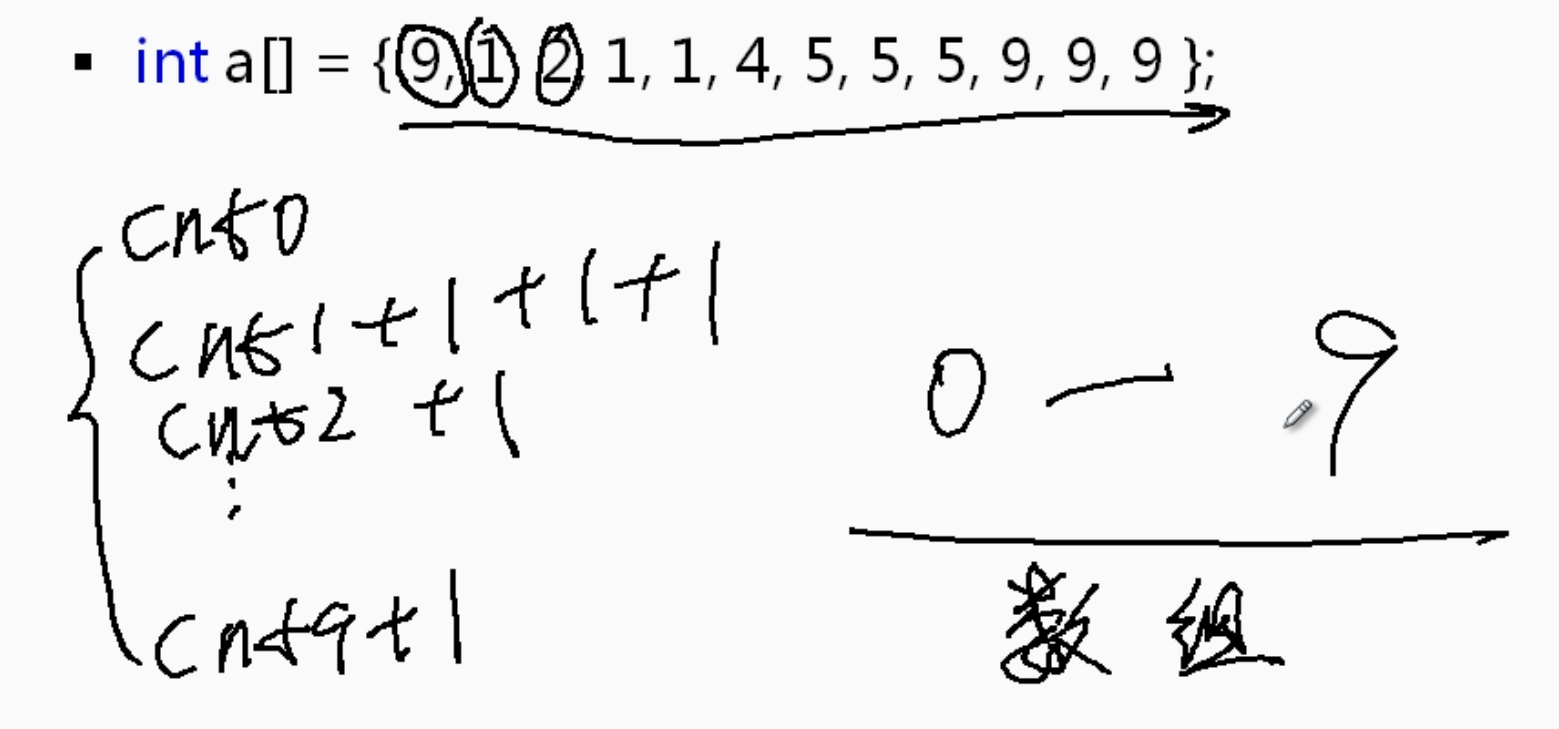 ▪ int a[] = {9, 1 2, 1, 1, 4, 5, 5, 5, 9, 9, 9 };
cnt0
cnt1+1+1+1
cnt2 +1
⋮
cnt9+1
0 — 9
数组